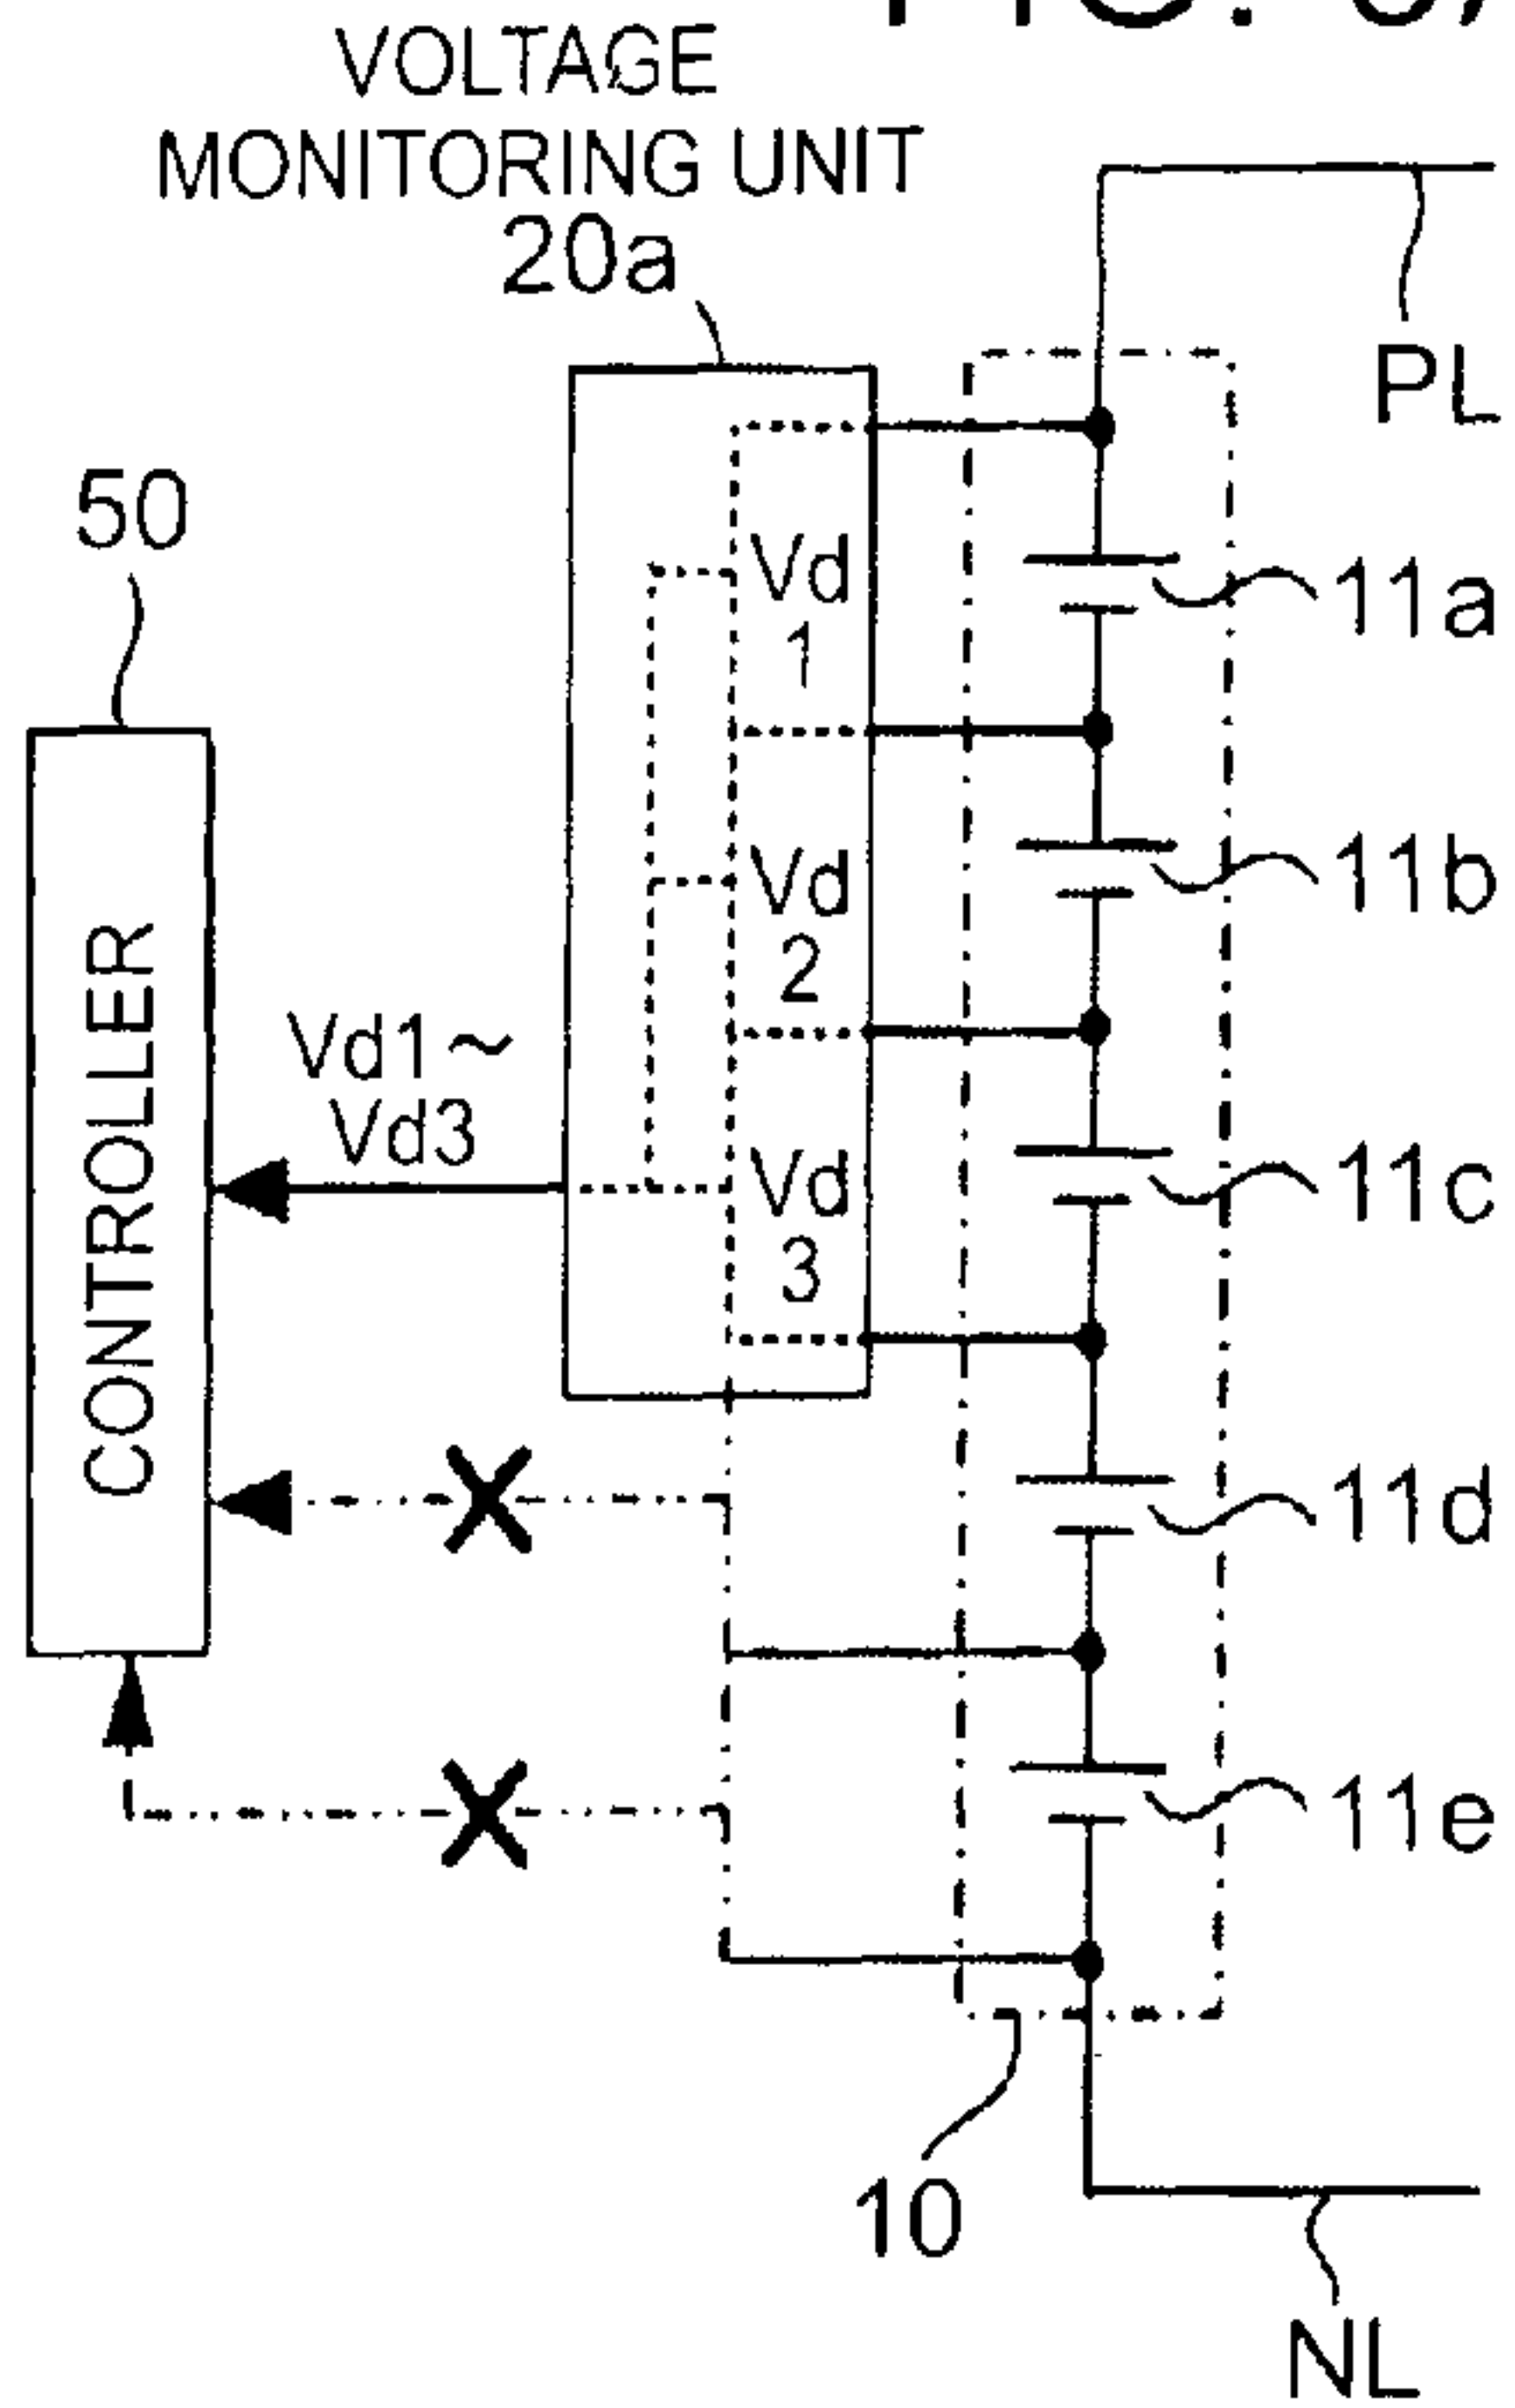 VOLTAGE
MONITORING UNIT
20a
PL
50
Vd
1
11a
Vd
2
11b
CONTROLLER
Vd1~
Vd3
Vd
3
11c
11d
11e
10
NL